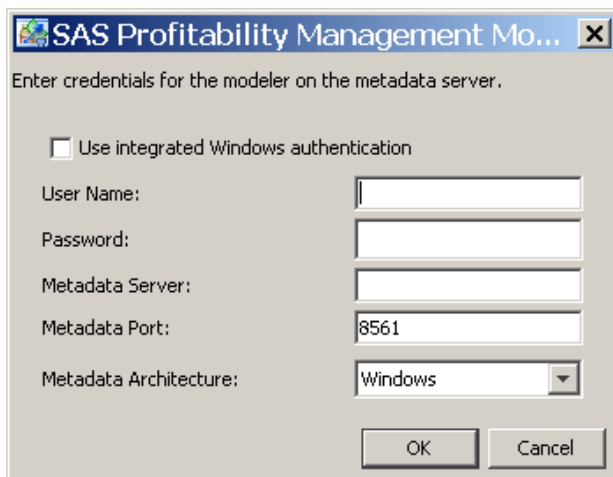 SAS Profitability Management Mo...
Enter credentials for the modeler on the metadata server.
Use integrated Windows authentication
User Name:
Password:
Metadata Server:
Metadata Port: 8561
Metadata Architecture: Windows
OK Cancel